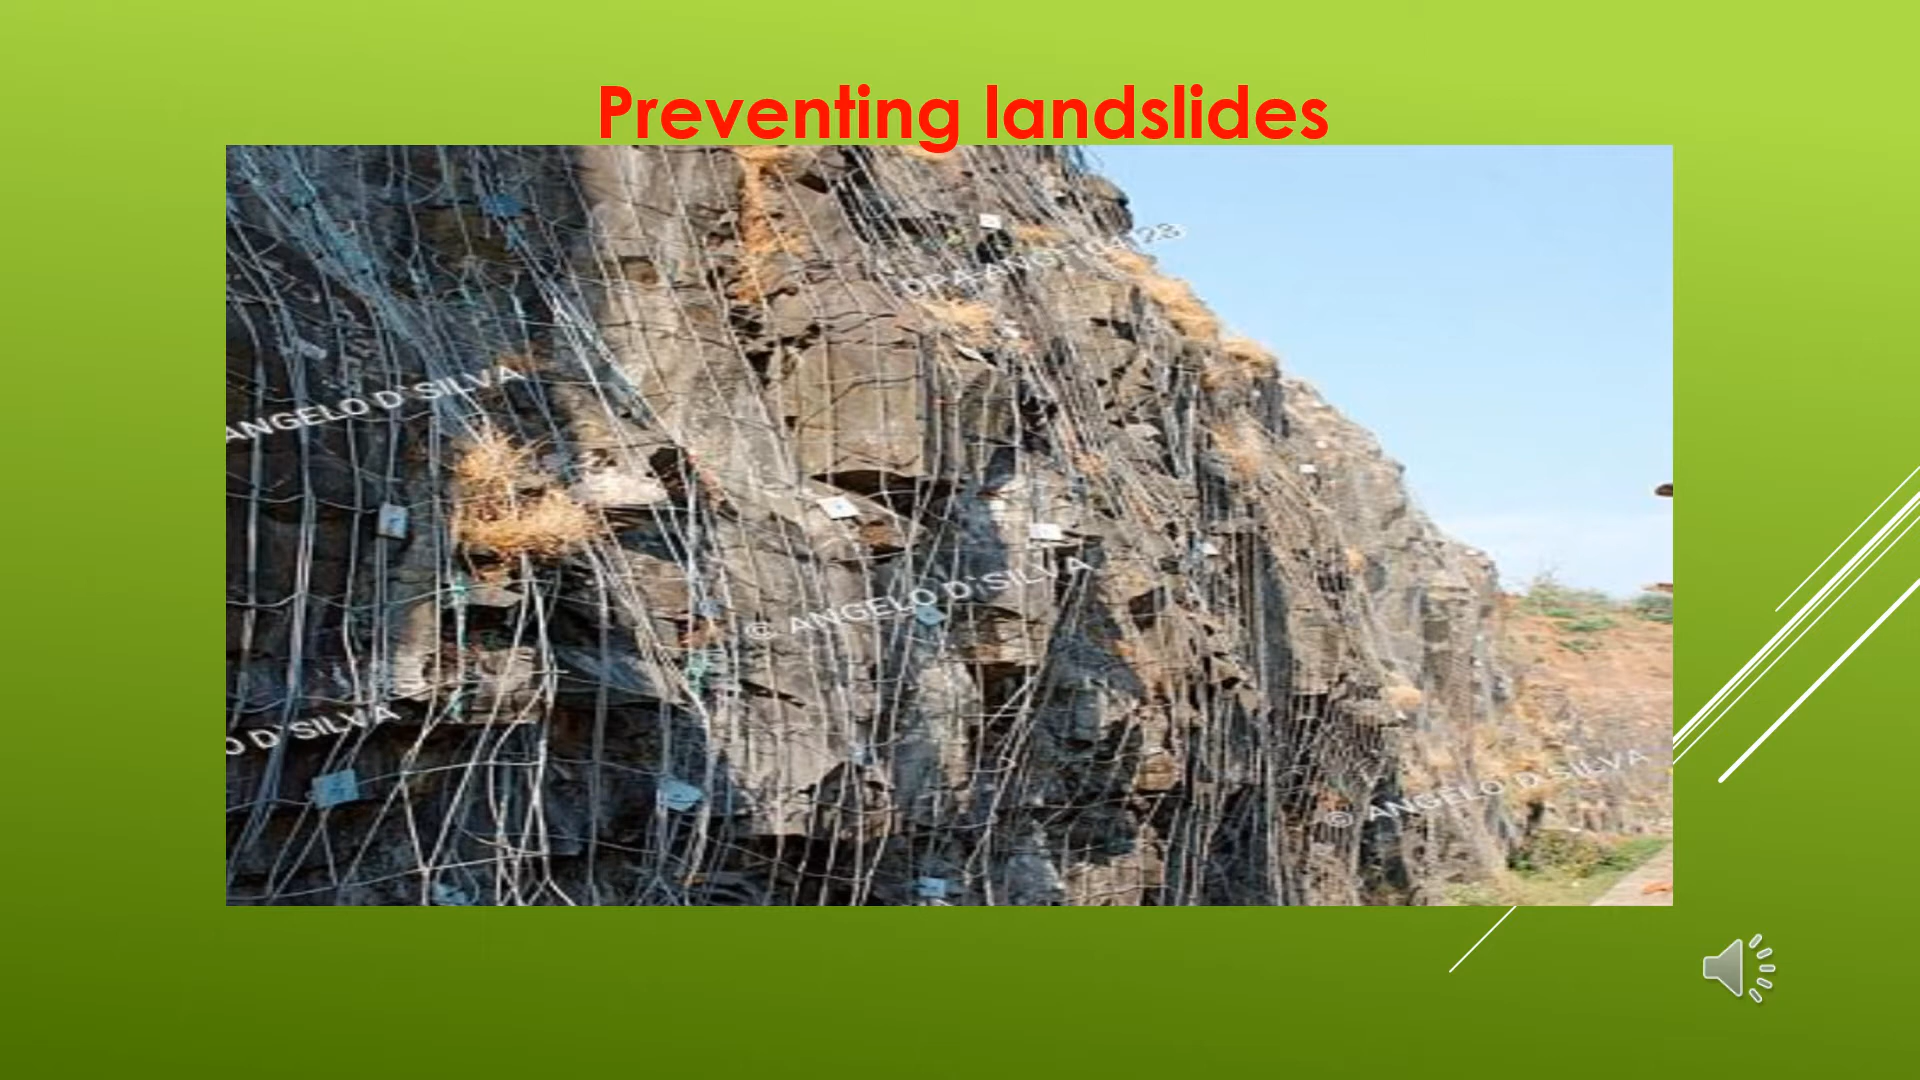 Preventing landslides
ANGELO D'SILVA
© ANGELO D'SILVA
O D'SILVA
© ANGELO D'SILVA